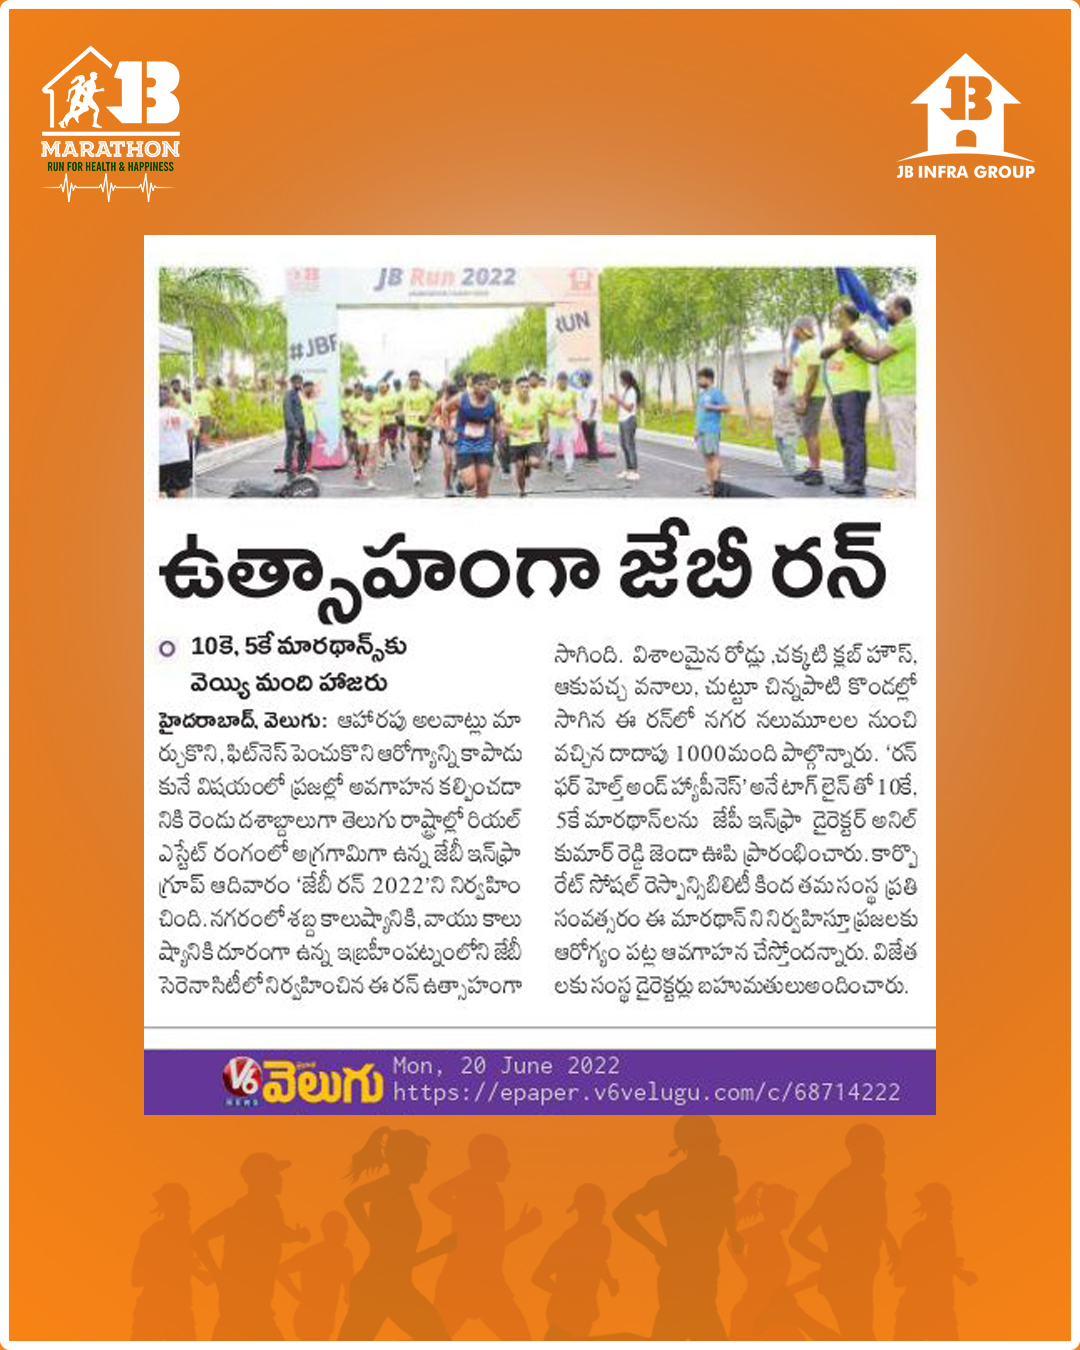 JB
MARATHON
RUN FOR HEALTH & HAPPINESS
JB
JB INFRA GROUP
JB Run 2022
#JBR
RUN
ఉత్సాహంగా జేబీ రన్
10కె, 5కే మారథాన్స్‌కు
వెయ్యి మంది హాజరు
హైదరాబాద్, వెలుగు: ఆహారపు అలవాట్లు మా
ర్చుకొని, ఫిట్‌నెస్ పెంచుకొని ఆరోగ్యాన్ని కాపాడు
కునే విషయంలో ప్రజల్లో అవగాహన కల్పించడా
నికి రెండు దశాబ్దాలుగా తెలుగు రాష్ట్రాల్లో రియల్
ఎస్టేట్ రంగంలో అగ్రగామిగా ఉన్న జేబీ ఇన్‌ఫ్రా
గ్రూప్ ఆదివారం ‘జేబీ రన్ 2022’ని నిర్వహిం
చింది. నగరంలో శబ్ద కాలుష్యానికి, వాయు కాలు
ష్యానికి దూరంగా ఉన్న ఇబ్రహీంపట్నంలోని జేబీ
సెరెనా సిటీలో నిర్వహించిన ఈ రన్ ఉత్సాహంగా
సాగింది. విశాలమైన రోడ్లు ,చక్కటి క్లబ్ హౌస్,
ఆకుపచ్చ వనాలు, చుట్టూ చిన్నపాటి కొండల్లో
సాగిన ఈ రన్‌లో నగర నలుమూలల నుంచి
వచ్చిన దాదాపు 1000మంది పాల్గొన్నారు. ‘రన్
ఫర్ హెల్త్ అండ్ హ్యాపీనెస్’ అనే టాగ్ లైన్ తో 10కే,
5కే మారథాన్‌లను జేపీ ఇన్‌ఫ్రా డైరెక్టర్ అనిల్
కుమార్ రెడ్డి జెండా ఊపి ప్రారంభించారు. కార్పొ
రేట్ సోషల్ రెస్పాన్సిబిలిటీ కింద తమ సంస్థ ప్రతి
సంవత్సరం ఈ మారథాన్ ని నిర్వహిస్తూ ప్రజలకు
ఆరోగ్యం పట్ల ఆవగాహన చేస్తోందన్నారు. విజేత
లకు సంస్థ డైరెక్టర్లు బహుమతులుఅందించారు.
V6
NEWS
వెలుగు
Mon, 20 June 2022
https://epaper.v6velugu.com/c/68714222